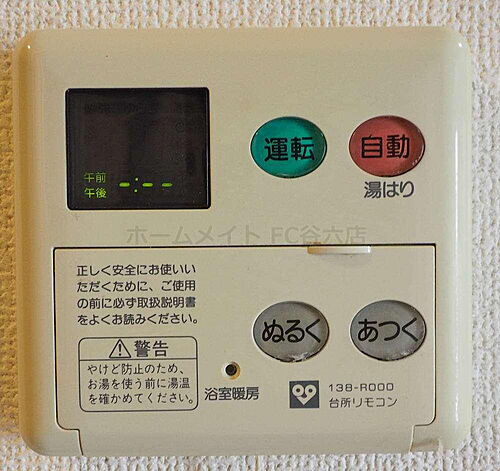 午前
午後
-:--
運転
自動
湯はり
ホームメイト FC谷六店
正しく安全にお使いい
ただくために、ご使用
の前に必ず取扱説明書
をよくお読みください。
ぬるく
あつく
警告
やけど防止のため、
お湯を使う前に湯温
を確かめてください。
浴室暖房
138-R000
台所リモコン